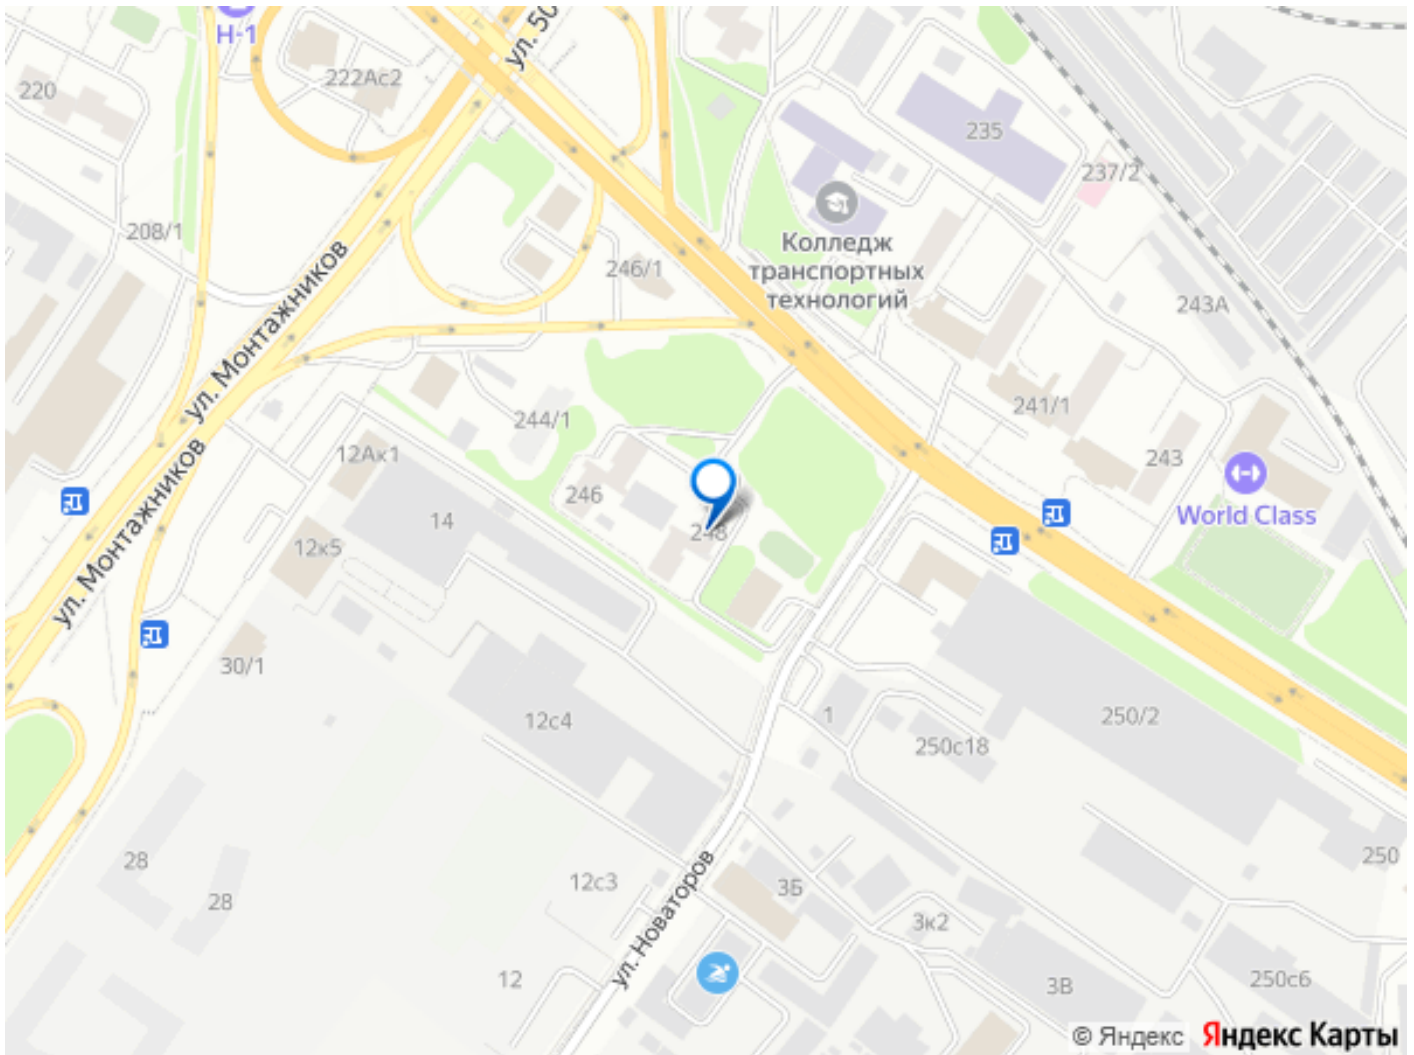 Н-1
ул. 50
220
222Ас2
235
237/2
208/1
Колледж
транспортных
технологий
246/1
243А
ул. Монтажников
241/1
244/1
12Ак1
243
ул. Монтажников
246
World Class
14
248
12к5
30/1
12с4
1
250/2
250с18
28
250
12с3
3Б
28
3к2
ул. Новаторов
12
3В
250с6
© Яндекс
Яндекс Карты